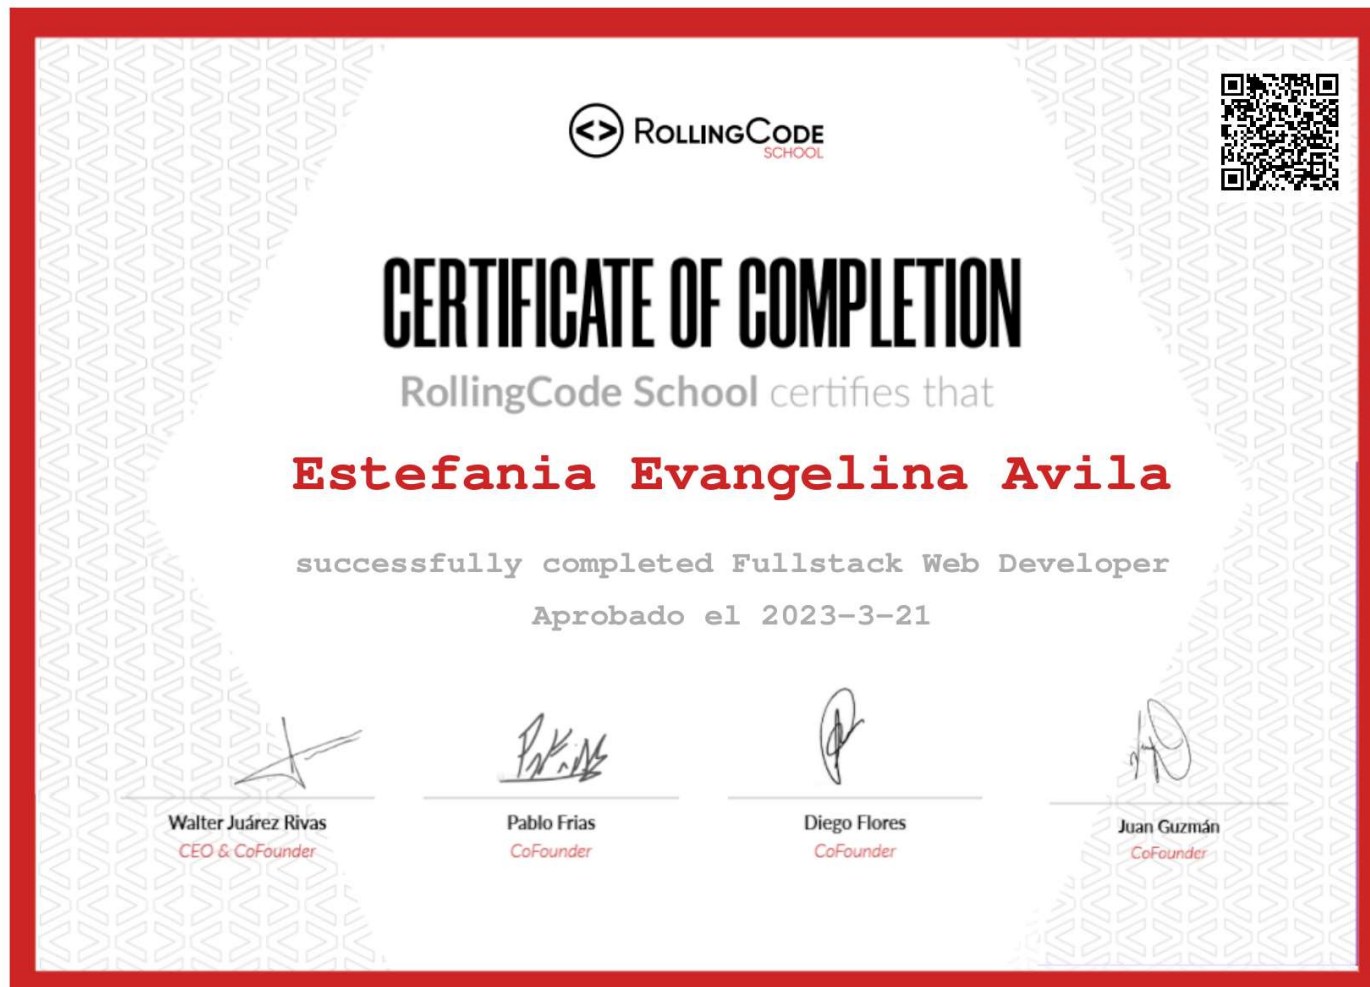 <> ROLLINGCODE
SCHOOL
CERTIFICATE OF COMPLETION
RollingCode School certifies that
Estefania Evangelina Avila
successfully completed Fullstack Web Developer
Aprobado el 2023-3-21
Walter Juárez Rivas
CEO & CoFounder
Pablo Frias
CoFounder
Diego Flores
CoFounder
Juan Guzmán
CoFounder